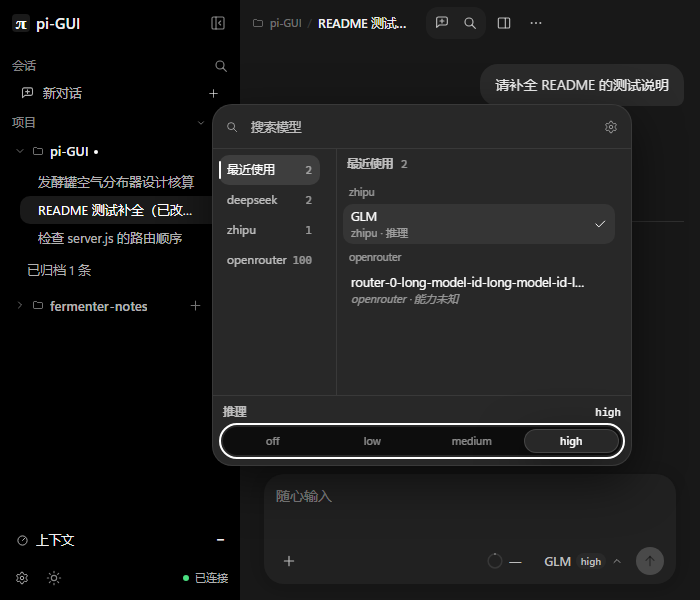 π pi-GUI
会话
新对话
项目
pi-GUI
发酵罐空气分布器设计核算
README 测试补全（已改...
检查 server.js 的路由顺序
已归档 1 条
fermenter-notes
上下文
已连接
pi-GUI / README 测试...
请补全 README 的测试说明
搜索模型
最近使用 2
deepseek 2
zhipu 1
openrouter 100
最近使用 2
zhipu
GLM
zhipu · 推理
openrouter
router-0-long-model-id-long-model-id-l...
openrouter · 能力未知
推理 high
off low medium high
随心输入
— GLM high